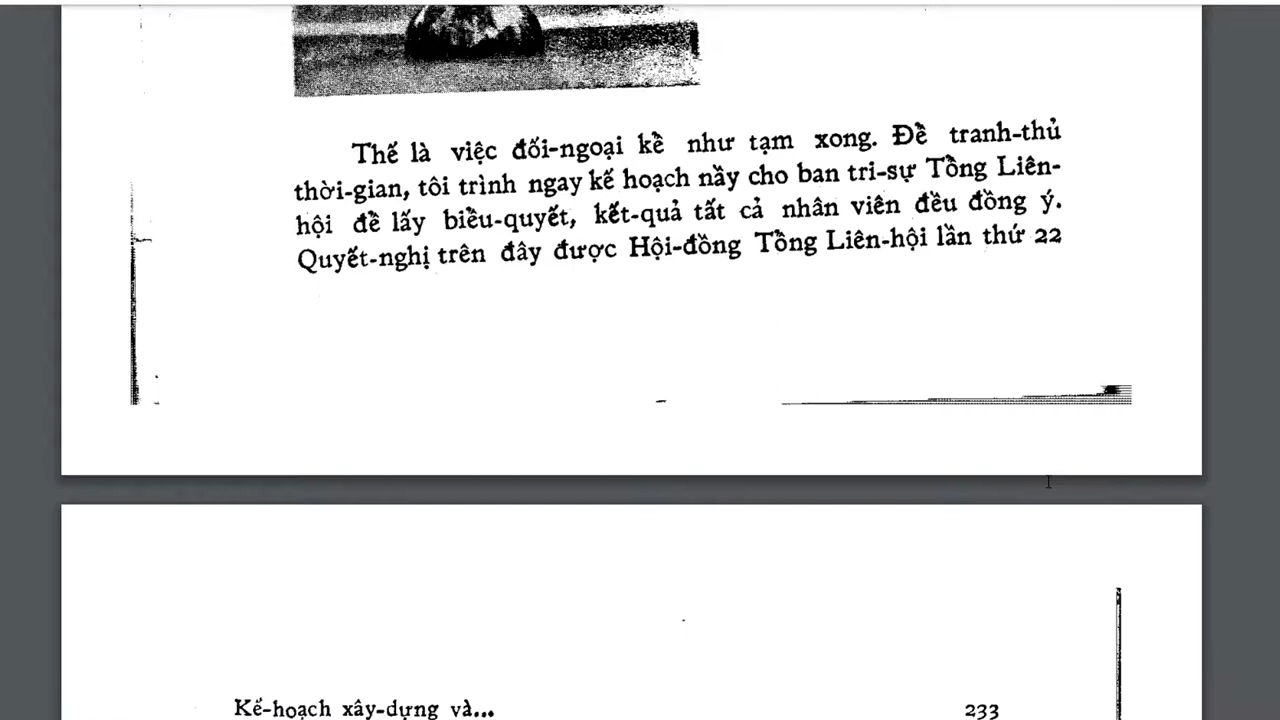 Thế là việc đối-ngoại kể như tạm xong. Để tranh-thủ
thời-gian, tôi trình ngay kế hoạch nầy cho ban tri-sự Tổng Liên-
hội để lấy biểu-quyết, kết-quả tất cả nhân viên đều đồng ý.
Quyết-nghị trên đây được Hội-đồng Tổng Liên-hội lần thứ 22
Kế-hoạch xây-dựng và...
233